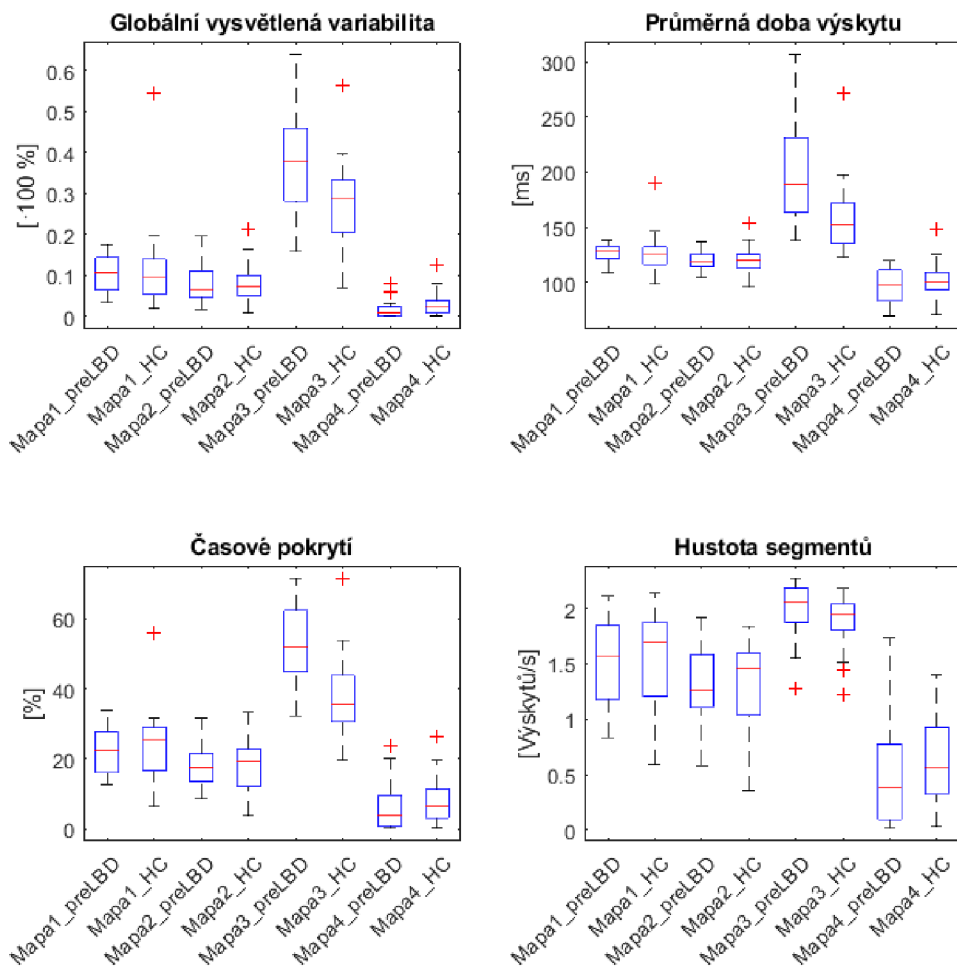 Globální vysvětlená variabilita
[·100 %]
0.6
0.5
0.4
0.3
0.2
0.1
0
Mapa1_preLBD
Mapa1_HC
Mapa2_preLBD
Mapa2_HC
Mapa3_preLBD
Mapa3_HC
Mapa4_preLBD
Mapa4_HC
Průměrná doba výskytu
[ms]
300
250
200
150
100
Mapa1_preLBD
Mapa1_HC
Mapa2_preLBD
Mapa2_HC
Mapa3_preLBD
Mapa3_HC
Mapa4_preLBD
Mapa4_HC
Časové pokrytí
[%]
60
40
20
0
Mapa1_preLBD
Mapa1_HC
Mapa2_preLBD
Mapa2_HC
Mapa3_preLBD
Mapa3_HC
Mapa4_preLBD
Mapa4_HC
Hustota segmentů
[Výskytů/s]
2
1.5
1
0.5
0
Mapa1_preLBD
Mapa1_HC
Mapa2_preLBD
Mapa2_HC
Mapa3_preLBD
Mapa3_HC
Mapa4_preLBD
Mapa4_HC